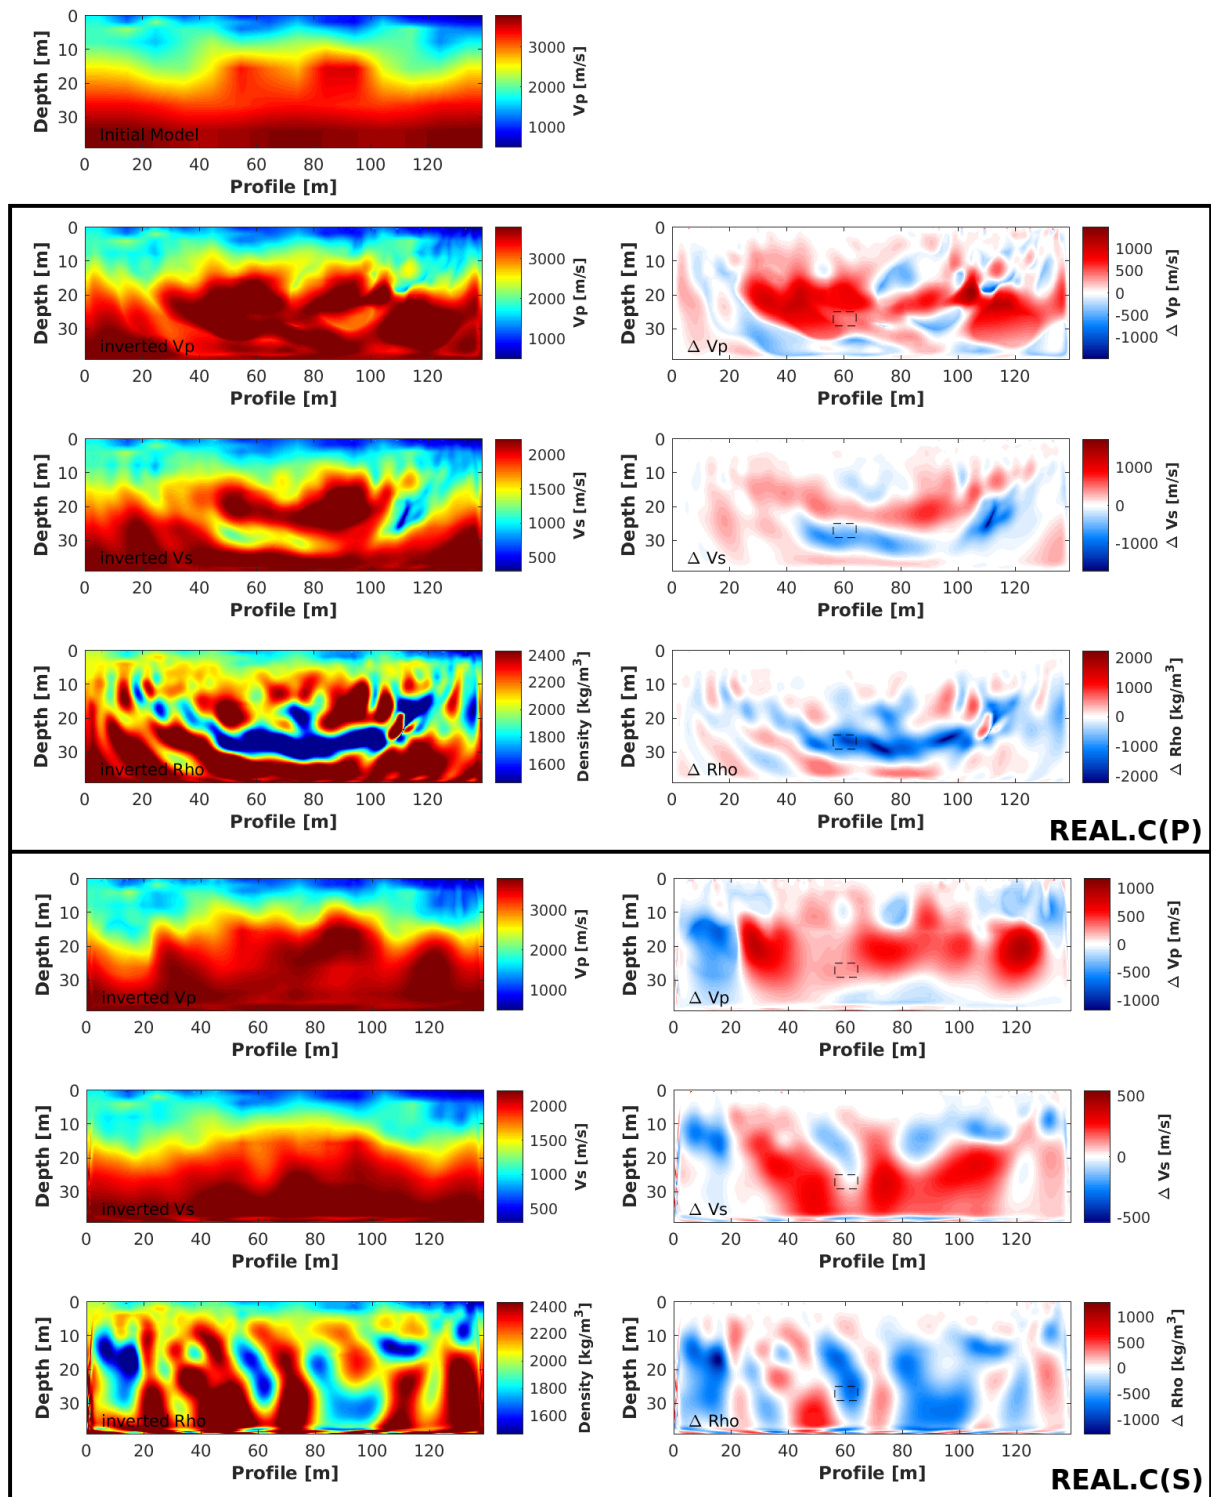 0
10
20
30
Depth [m]
Initial Model
0 20 40 60 80 100 120
Profile [m]
3000
2000
1000
Vp [m/s]
0
10
20
30
Depth [m]
inverted Vp
0 20 40 60 80 100 120
Profile [m]
3000
2000
1000
Vp [m/s]
0
10
20
30
Depth [m]
Δ Vp
0 20 40 60 80 100 120
Profile [m]
1000
500
0
-500
-1000
Δ Vp [m/s]
0
10
20
30
Depth [m]
inverted Vs
0 20 40 60 80 100 120
Profile [m]
2000
1500
1000
500
Vs [m/s]
0
10
20
30
Depth [m]
Δ Vs
0 20 40 60 80 100 120
Profile [m]
1000
0
-1000
Δ Vs [m/s]
0
10
20
30
Depth [m]
inverted Rho
0 20 40 60 80 100 120
Profile [m]
2400
2200
2000
1800
1600
Density [kg/m³]
0
10
20
30
Depth [m]
Δ Rho
0 20 40 60 80 100 120
Profile [m]
2000
1000
0
-1000
-2000
Δ Rho [kg/m³]
REAL.C(P)
0
10
20
30
Depth [m]
inverted Vp
0 20 40 60 80 100 120
Profile [m]
3000
2000
1000
Vp [m/s]
0
10
20
30
Depth [m]
Δ Vp
0 20 40 60 80 100 120
Profile [m]
1000
500
0
-500
-1000
Δ Vp [m/s]
0
10
20
30
Depth [m]
inverted Vs
0 20 40 60 80 100 120
Profile [m]
2000
1500
1000
500
Vs [m/s]
0
10
20
30
Depth [m]
Δ Vs
0 20 40 60 80 100 120
Profile [m]
500
0
-500
Δ Vs [m/s]
0
10
20
30
Depth [m]
inverted Rho
0 20 40 60 80 100 120
Profile [m]
2400
2200
2000
1800
1600
Density [kg/m³]
0
10
20
30
Depth [m]
Δ Rho
0 20 40 60 80 100 120
Profile [m]
1000
500
0
-500
-1000
Δ Rho [kg/m³]
REAL.C(S)